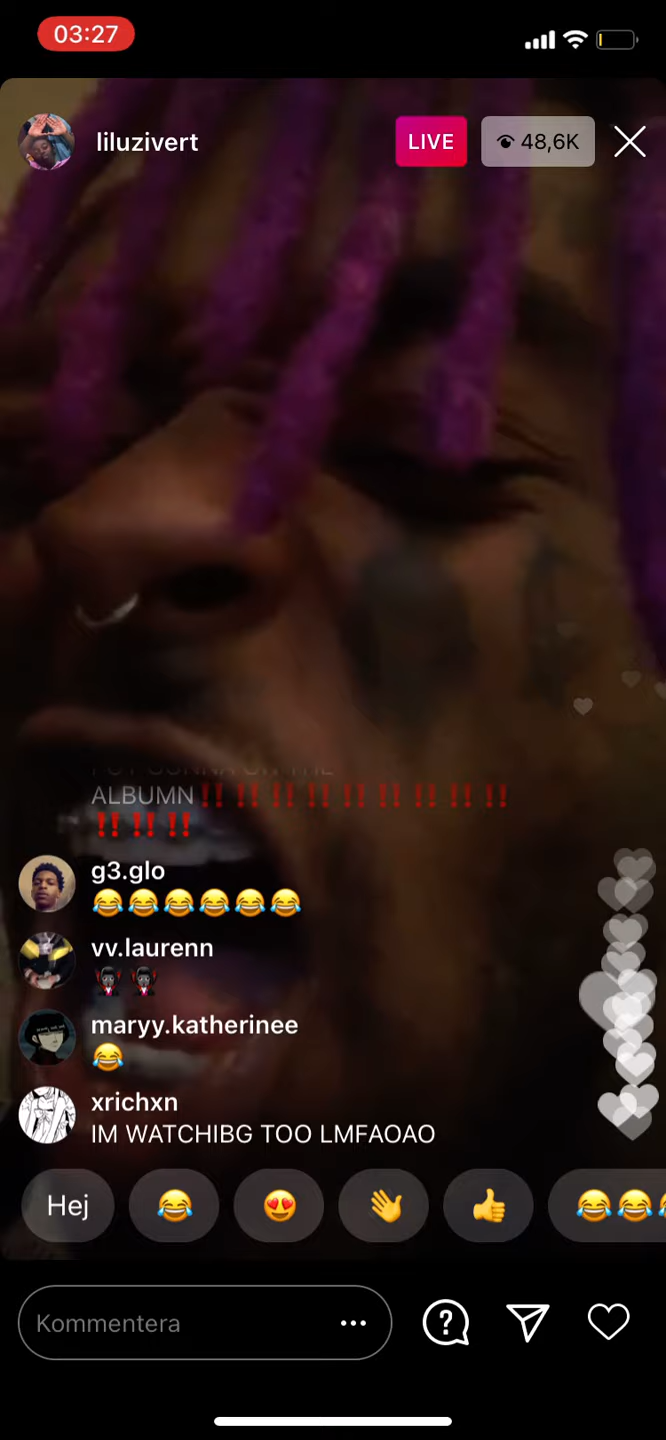 03:27
liluzivert
LIVE
48,6K
ALBUMN‼️‼️‼️‼️‼️‼️‼️‼️‼️
‼️‼️‼️
g3.glo
😂😂😂😂😂😂
vv.laurenn
🧛🏿🧛🏿
maryy.katherinee
😂
xrichxn
IM WATCHIBG TOO LMFAOAO
Hej 😂 😍 👋 👍 😂😂
Kommentera